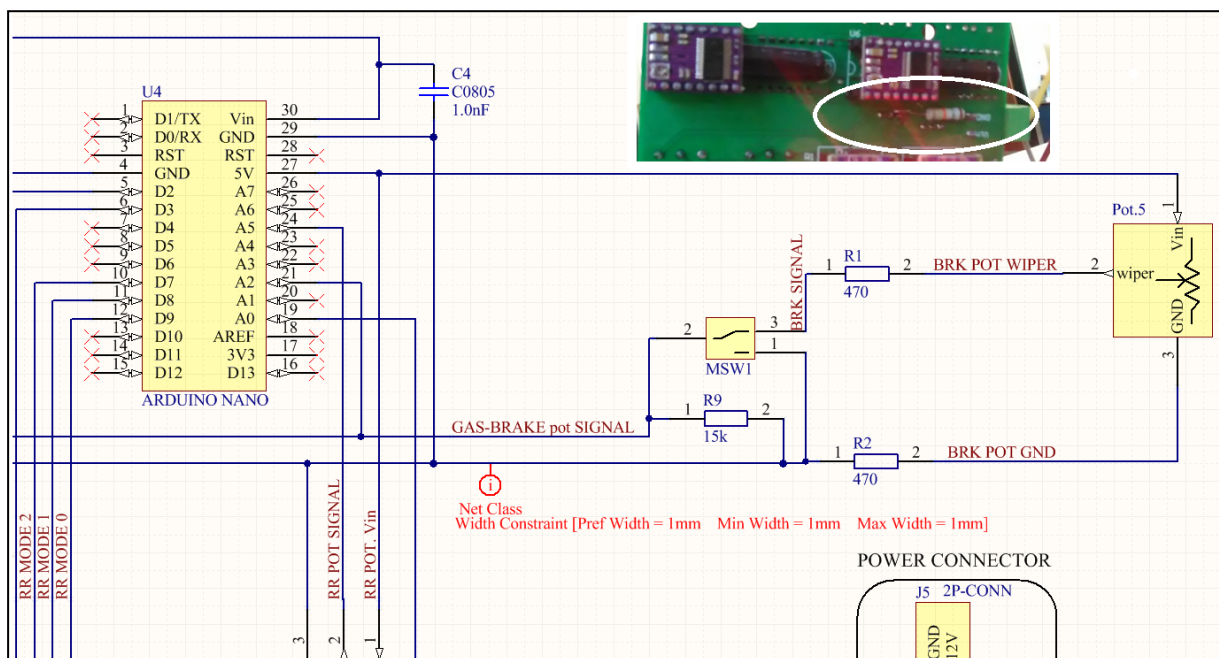 C4
C0805
1.0nF
U4
1 D1/TX Vin 30
2 D0/RX GND 29
3 RST RST 28
4 GND 5V 27
5 D2 A7 26
6 D3 A6 25
7 D4 A5 24
8 D5 A4 23
9 D6 A3 22
10 D7 A2 21
11 D8 A1 20
12 D9 A0 19
13 D10 AREF 18
14 D11 3V3 17
15 D12 D13 16
ARDUINO NANO
Pot.5
1
Vin
2 wiper
GND
3
R1
1 2
470
BRK POT WIPER
BRK SIGNAL
2 3
1
MSW1
R9
1 2
15k
GAS-BRAKE pot SIGNAL
R2
1 2
470
BRK POT GND
i
Net Class
Width Constraint [Pref Width = 1mm Min Width = 1mm Max Width = 1mm]
RR MODE 2
RR MODE 1
RR MODE 0
RR POT SIGNAL
RR POT. Vin
3
2
1
POWER CONNECTOR
J5 2P-CONN
GND
12V